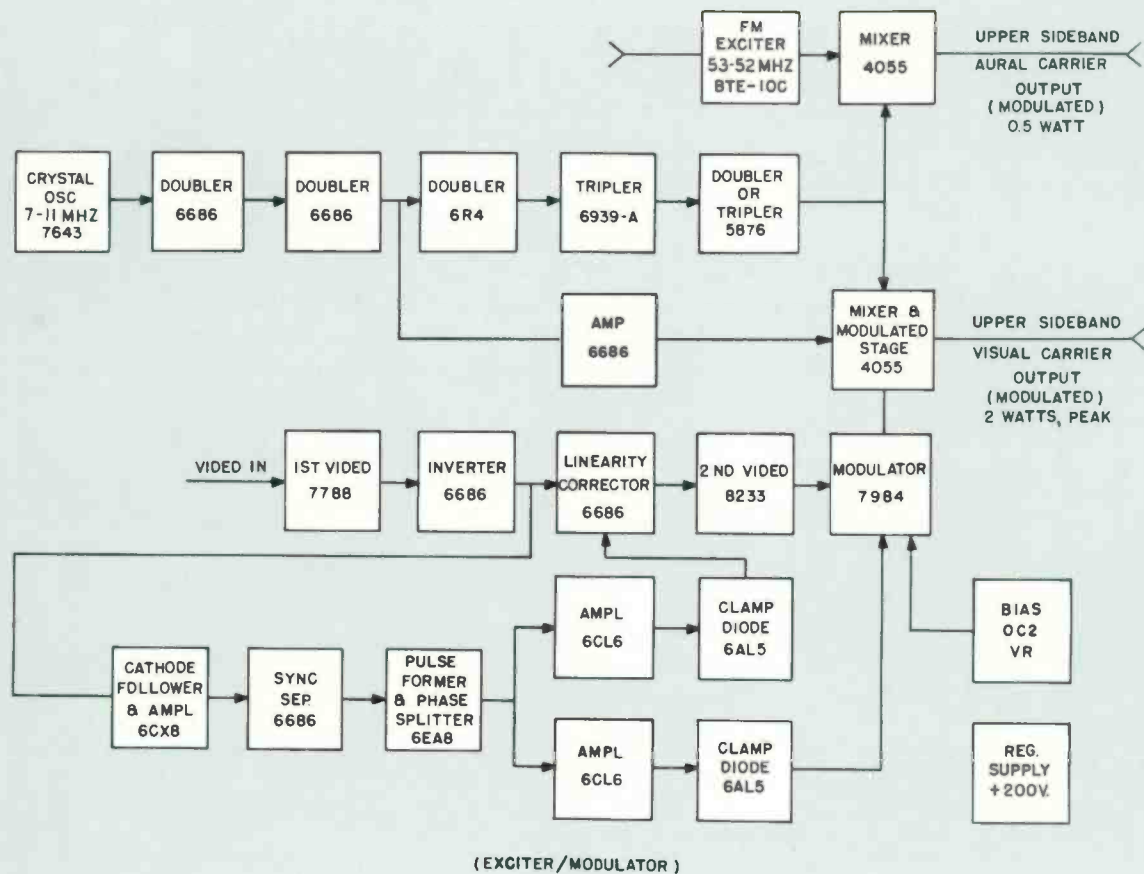 FM
EXCITER
53-52 MHZ
BTE-10C
MIXER
4055
UPPER SIDEBAND
AURAL CARRIER
OUTPUT
(MODULATED)
0.5 WATT
CRYSTAL
OSC
7-11 MHZ
7643
DOUBLER
6686
DOUBLER
6686
DOUBLER
6R4
TRIPLER
6939-A
DOUBLER
OR
TRIPLER
5876
AMP
6686
MIXER &
MODULATED
STAGE
4055
UPPER SIDEBAND
VISUAL CARRIER
OUTPUT
(MODULATED)
2 WATTS, PEAK
VIDEO IN
1ST VIDEO
7788
INVERTER
6686
LINEARITY
CORRECTOR
6686
2ND VIDEO
8233
MODULATOR
7984
AMPL
6CL6
CLAMP
DIODE
6AL5
BIAS
OC2
VR
CATHODE
FOLLOWER
& AMPL
6CX8
SYNC
SEP.
6686
PULSE
FORMER
& PHASE
SPLITTER
6EA8
AMPL
6CL6
CLAMP
DIODE
6AL5
REG.
SUPPLY
+200V.
(EXCITER/MODULATOR)